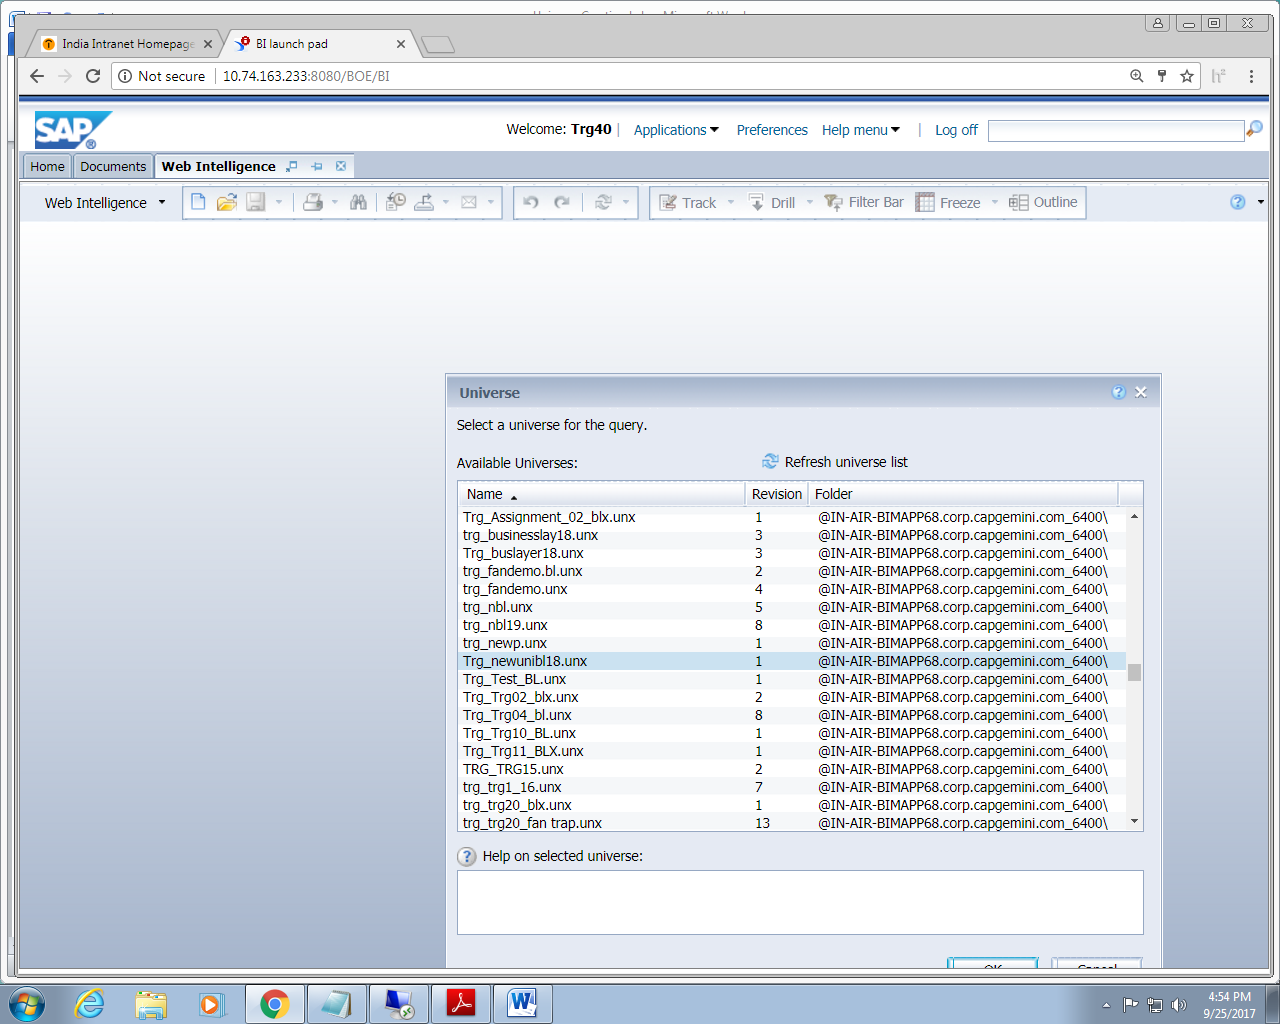 India Intranet Homepage
BI launch pad
Not secure
10.74.163.233:8080/BOE/BI
SAP
Welcome: Trg40
Applications
Preferences
Help menu
Log off
Home
Documents
Web Intelligence
Web Intelligence
Track
Drill
Filter Bar
Freeze
Outline
Universe
Select a universe for the query.
Available Universes:
Refresh universe list
Name Revision Folder
Trg_Assignment_02_blx.unx 1 @IN-AIR-BIMAPP68.corp.capgemini.com_6400\
trg_businesslay18.unx 3 @IN-AIR-BIMAPP68.corp.capgemini.com_6400\
Trg_buslayer18.unx 3 @IN-AIR-BIMAPP68.corp.capgemini.com_6400\
trg_fandemo.bl.unx 2 @IN-AIR-BIMAPP68.corp.capgemini.com_6400\
trg_fandemo.unx 4 @IN-AIR-BIMAPP68.corp.capgemini.com_6400\
trg_nbl.unx 5 @IN-AIR-BIMAPP68.corp.capgemini.com_6400\
trg_nbl19.unx 8 @IN-AIR-BIMAPP68.corp.capgemini.com_6400\
trg_newp.unx 1 @IN-AIR-BIMAPP68.corp.capgemini.com_6400\
Trg_newunibl18.unx 1 @IN-AIR-BIMAPP68.corp.capgemini.com_6400\
Trg_Test_BL.unx 1 @IN-AIR-BIMAPP68.corp.capgemini.com_6400\
Trg_Trg02_blx.unx 2 @IN-AIR-BIMAPP68.corp.capgemini.com_6400\
Trg_Trg04_bl.unx 8 @IN-AIR-BIMAPP68.corp.capgemini.com_6400\
Trg_Trg10_BL.unx 1 @IN-AIR-BIMAPP68.corp.capgemini.com_6400\
Trg_Trg11_BLX.unx 1 @IN-AIR-BIMAPP68.corp.capgemini.com_6400\
TRG_TRG15.unx 2 @IN-AIR-BIMAPP68.corp.capgemini.com_6400\
trg_trg1_16.unx 7 @IN-AIR-BIMAPP68.corp.capgemini.com_6400\
trg_trg20_blx.unx 1 @IN-AIR-BIMAPP68.corp.capgemini.com_6400\
trg_trg20_fan trap.unx 13 @IN-AIR-BIMAPP68.corp.capgemini.com_6400\
Help on selected universe:
OK
Cancel
4:54 PM
9/25/2017